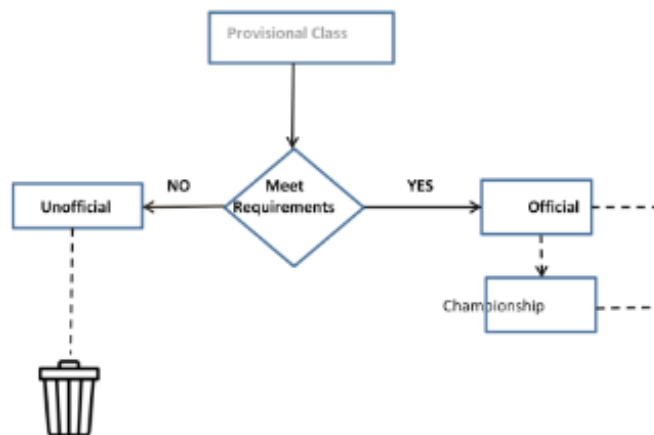 Provisional Class
NO
Meet
YES
Unofficial
Requirements
Official
Championship